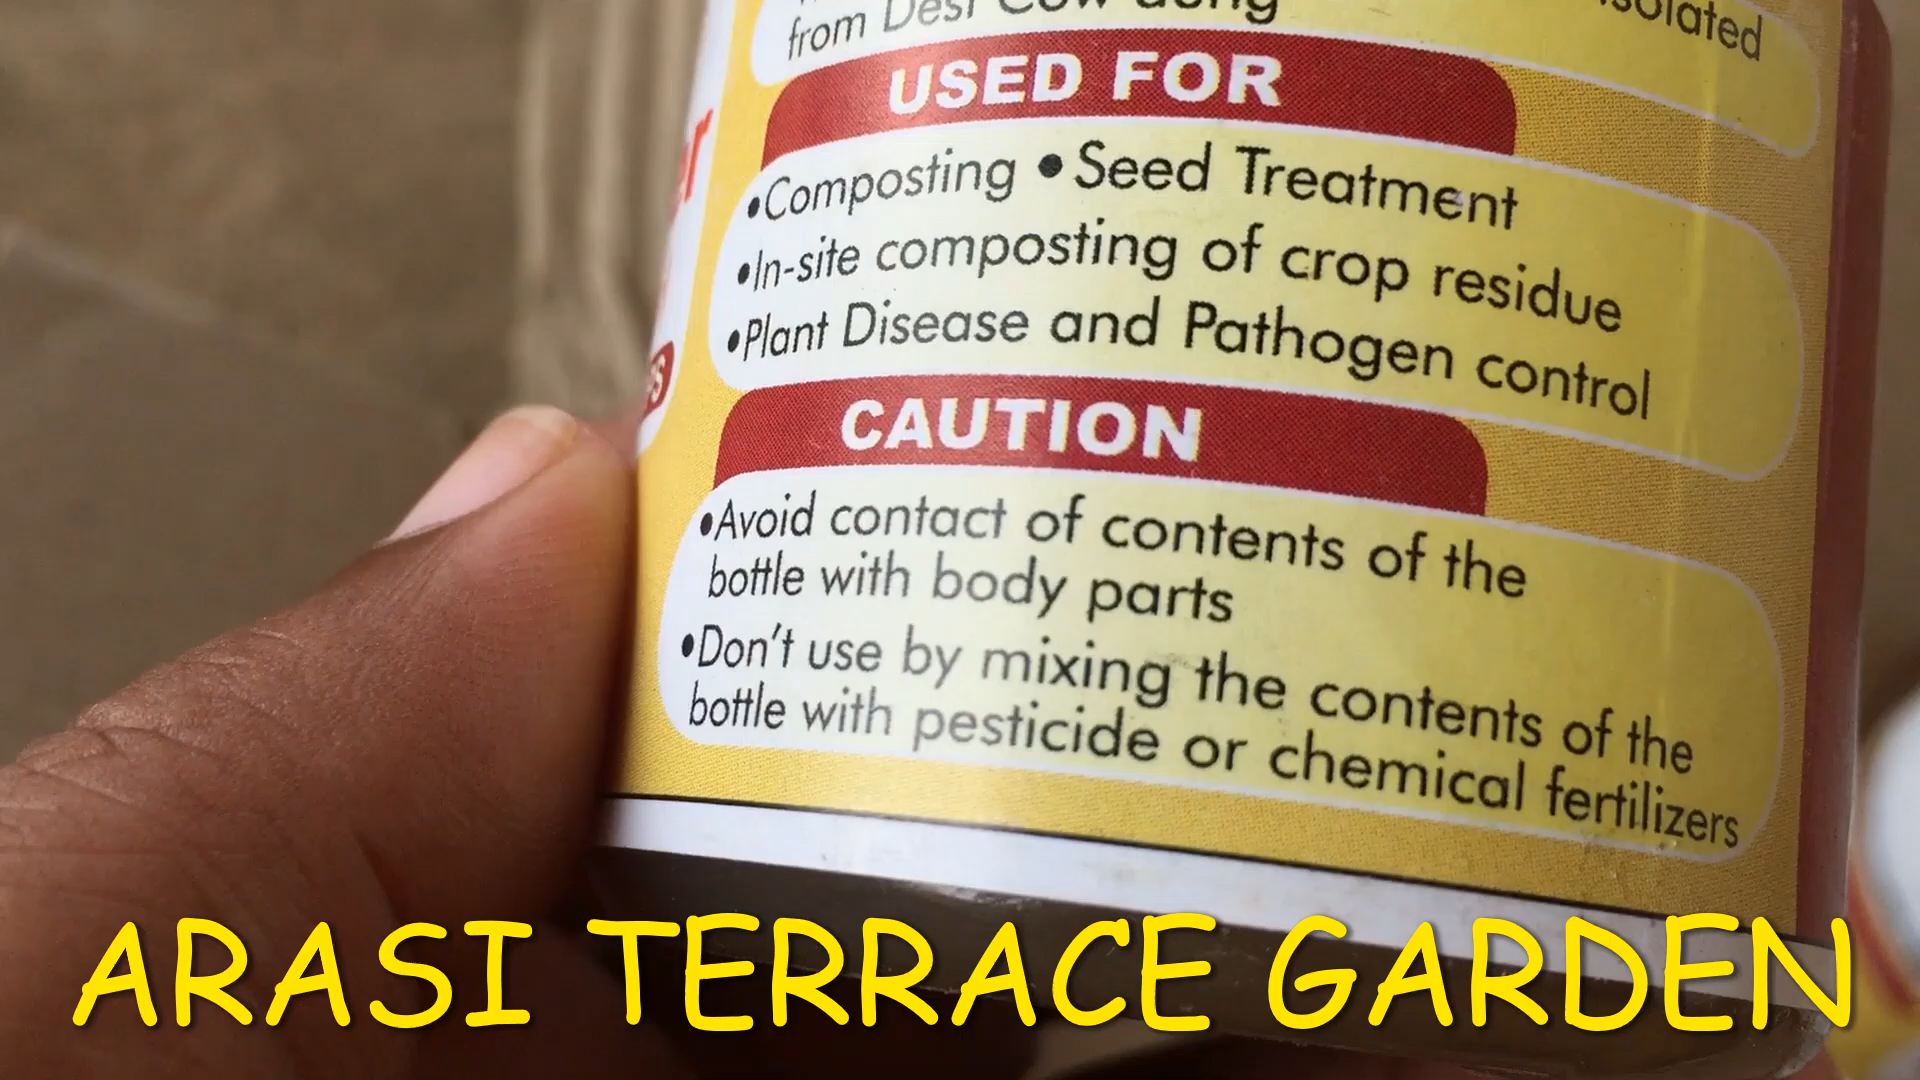 isolated
from Desi Cow dung
USED FOR
•Composting •Seed Treatment
•In-site composting of crop residue
•Plant Disease and Pathogen control
CAUTION
•Avoid contact of contents of the
bottle with body parts
•Don't use by mixing the contents of the
bottle with pesticide or chemical fertilizers
ARASI TERRACE GARDEN